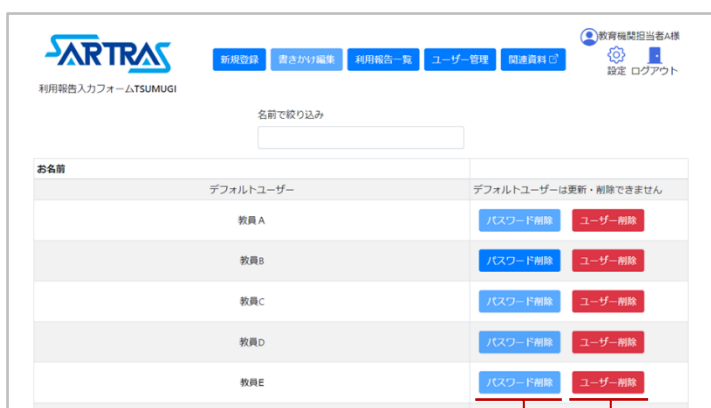 SARTRAS
利用報告入力フォームTSUMUGI
新規登録 書きかけ編集 利用報告一覧 ユーザー管理 関連資料
教育機関担当者A様
設定 ログアウト
名前で絞り込み
お名前
デフォルトユーザー デフォルトユーザーは更新・削除できません
教員A パスワード削除 ユーザー削除
教員B パスワード削除 ユーザー削除
教員C パスワード削除 ユーザー削除
教員D パスワード削除 ユーザー削除
教員E パスワード削除 ユーザー削除